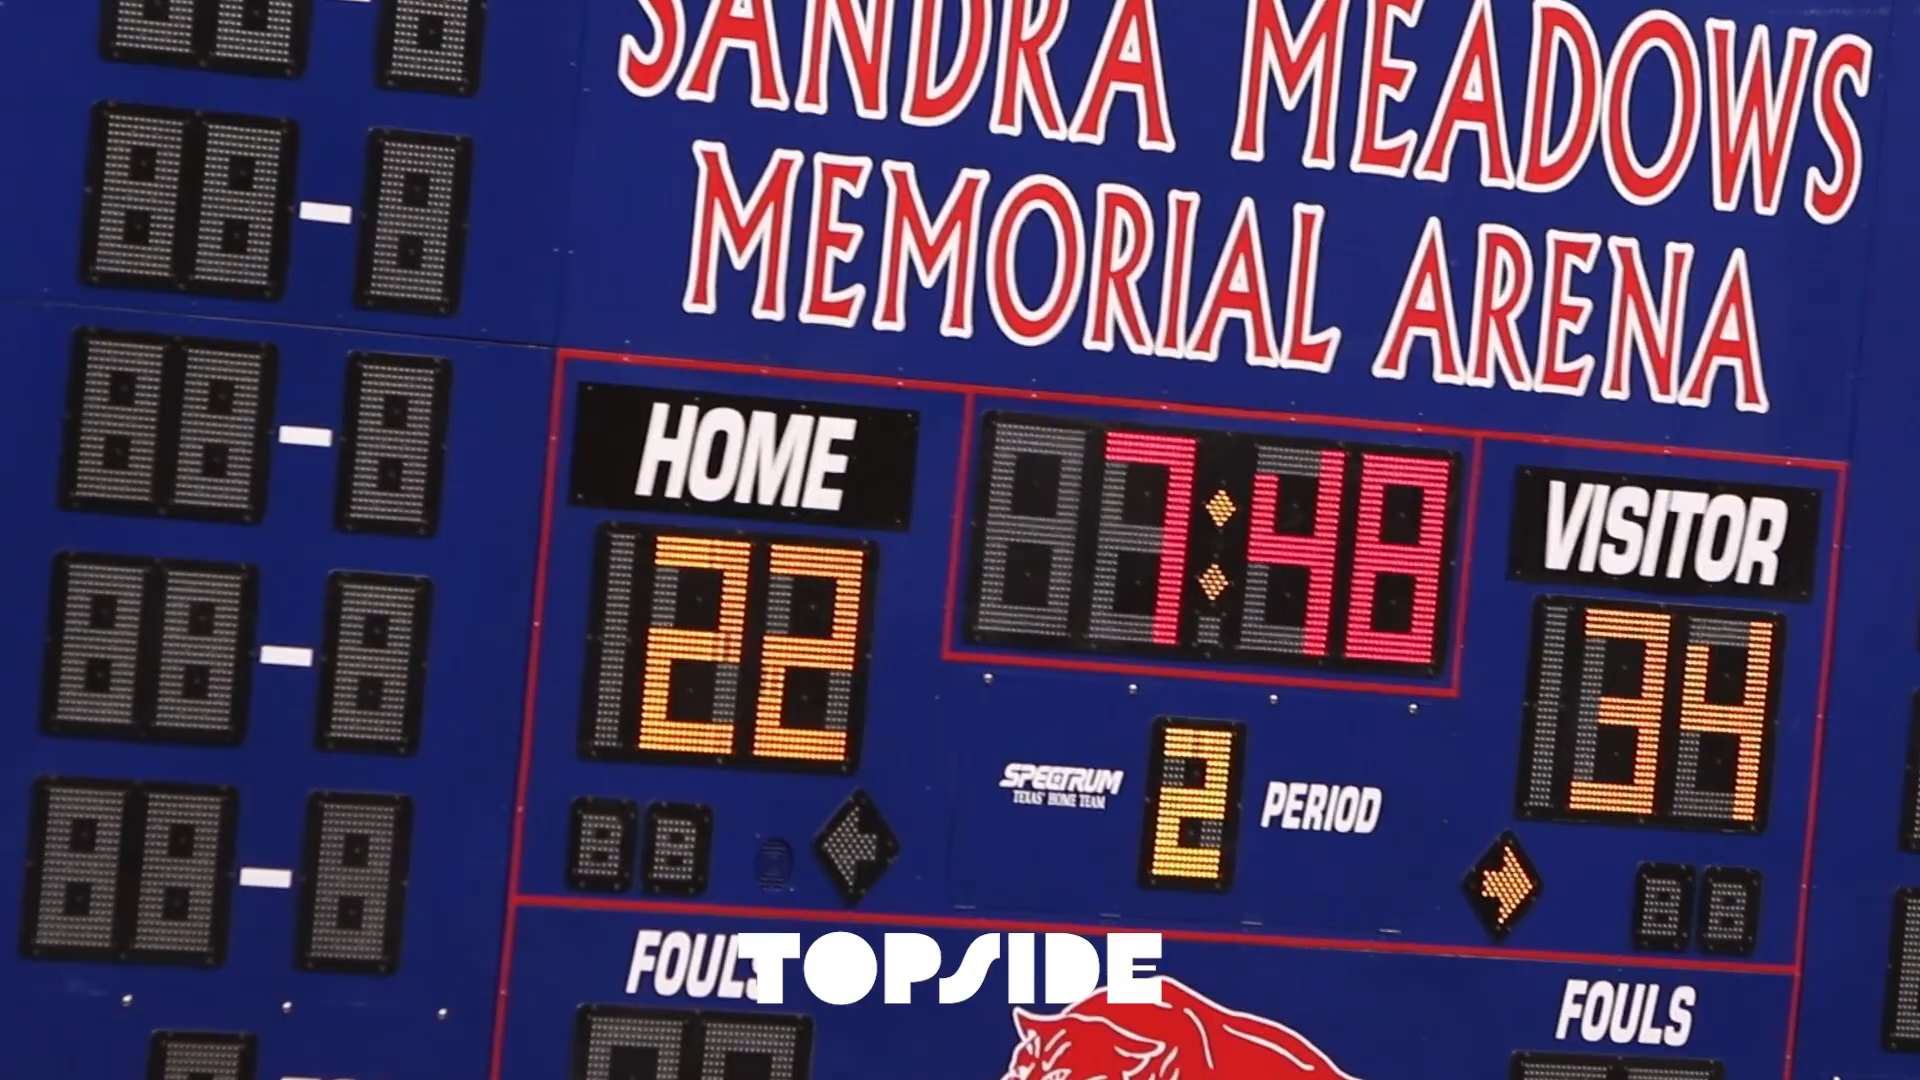 SANDRA MEADOWS
MEMORIAL ARENA
HOME
7:48
VISITOR
22
34
SPECTRUM
TEXAS' HOME TEAM
2
PERIOD
FOULS
TOPSIDE
FOULS